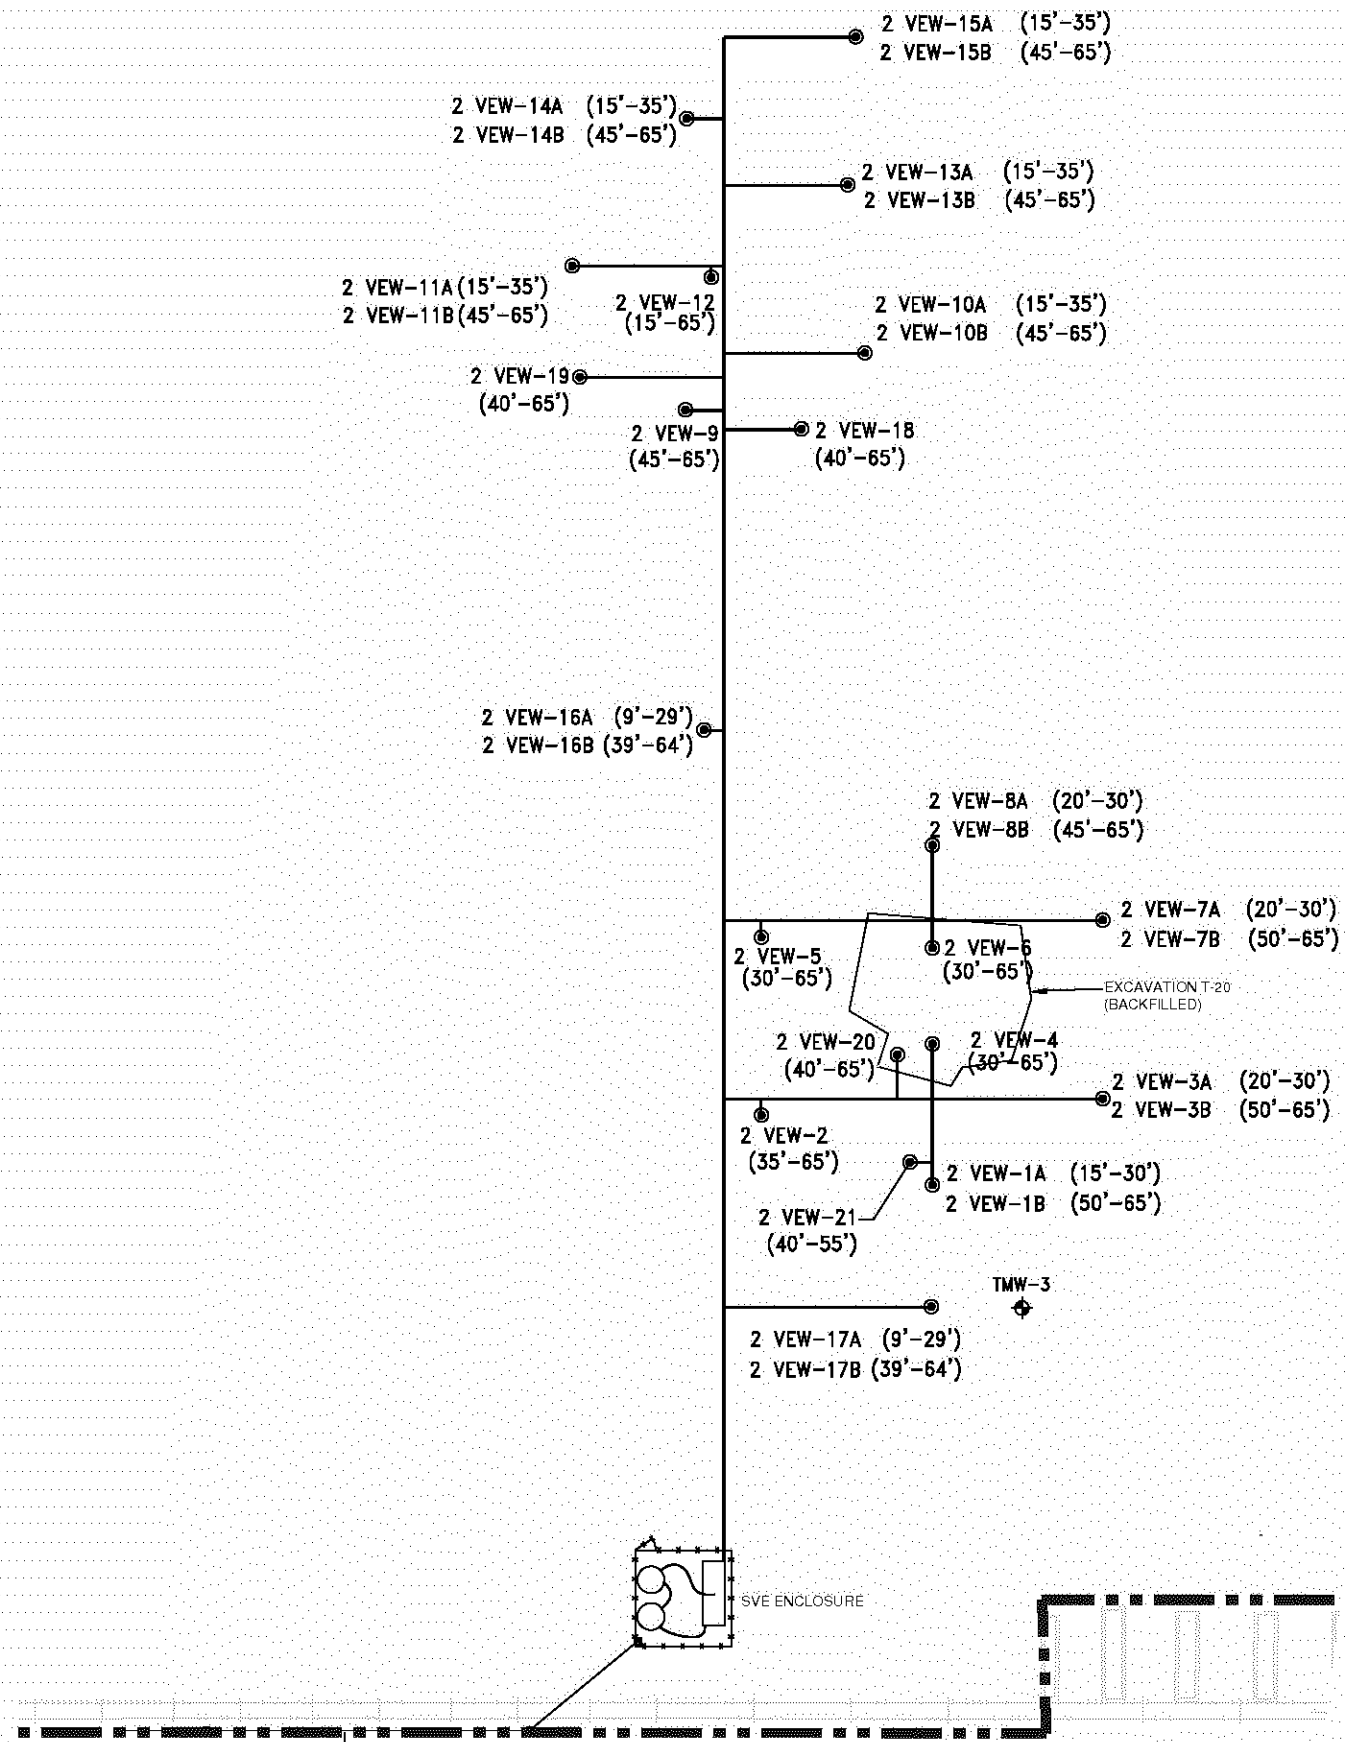 2 VEW-15A (15'-35')
2 VEW-15B (45'-65')
2 VEW-14A (15'-35')
2 VEW-14B (45'-65')
2 VEW-13A (15'-35')
2 VEW-13B (45'-65')
2 VEW-11A (15'-35')
2 VEW-11B (45'-65')
2 VEW-12
(15'-65')
2 VEW-10A (15'-35')
2 VEW-10B (45'-65')
2 VEW-19
(40'-65')
2 VEW-9
(45'-65')
2 VEW-18
(40'-65')
2 VEW-16A (9'-29')
2 VEW-16B (39'-64')
2 VEW-8A (20'-30')
2 VEW-8B (45'-65')
2 VEW-7A (20'-30')
2 VEW-7B (50'-65')
2 VEW-5
(30'-65')
2 VEW-6
(30'-65')
EXCAVATION T-20
(BACKFILLED)
2 VEW-20
(40'-65')
2 VEW-4
(30'-65')
2 VEW-3A (20'-30')
2 VEW-3B (50'-65')
2 VEW-2
(35'-65')
2 VEW-1A (15'-30')
2 VEW-1B (50'-65')
2 VEW-21
(40'-55')
TMW-3
2 VEW-17A (9'-29')
2 VEW-17B (39'-64')
SVE ENCLOSURE